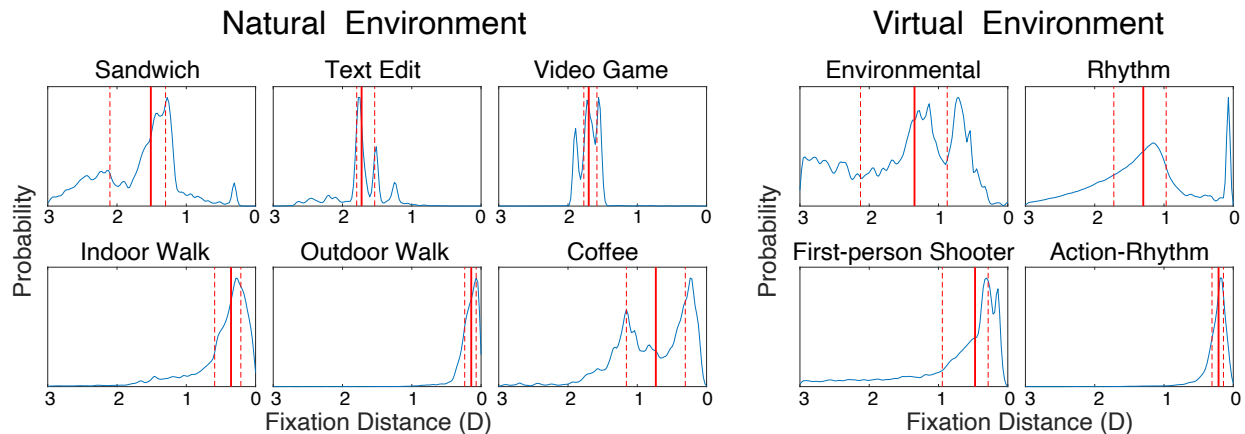 Natural Environment
Virtual Environment
Sandwich
Text Edit
Video Game
Environmental
Rhythm
3 2 1 0
3 2 1 0
3 2 1 0
3 2 1 0
3 2 1 0
Indoor Walk
Outdoor Walk
Coffee
First-person Shooter
Action-Rhythm
3 2 1 0
3 2 1 0
3 2 1 0
3 2 1 0
3 2 1 0
Probability
Probability
Fixation Distance (D)
Fixation Distance (D)